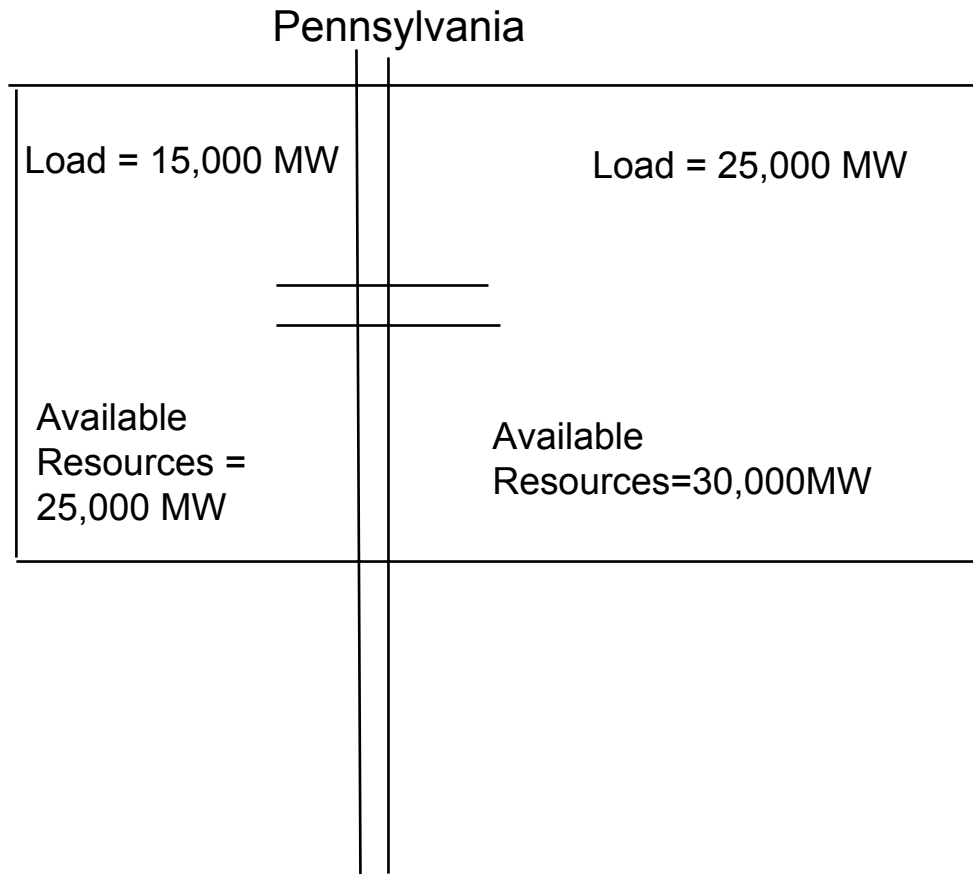 Pennsylvania
Load = 15,000 MW
Load = 25,000 MW
Available
Resources =
25,000 MW
Available
Resources=30,000MW